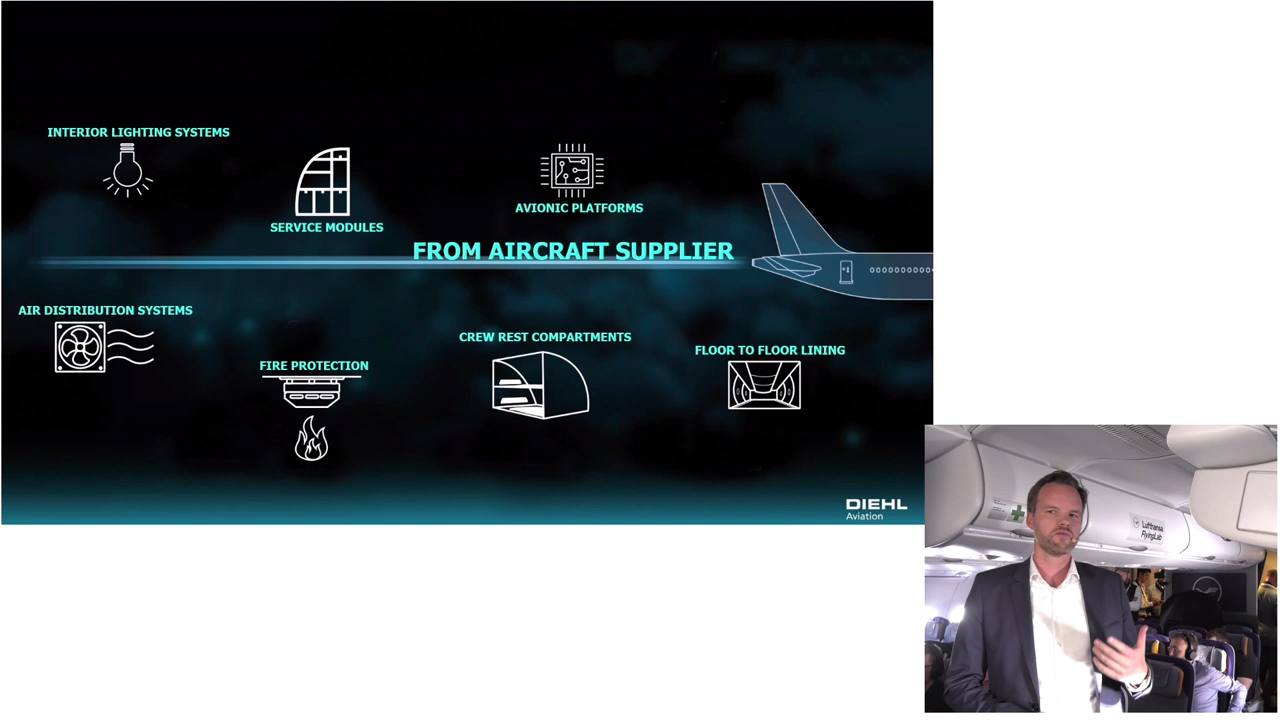 INTERIOR LIGHTING SYSTEMS
SERVICE MODULES
AVIONIC PLATFORMS
FROM AIRCRAFT SUPPLIER
AIR DISTRIBUTION SYSTEMS
FIRE PROTECTION
CREW REST COMPARTMENTS
FLOOR TO FLOOR LINING
DIEHL
Aviation
Lufthansa
FlyingLab